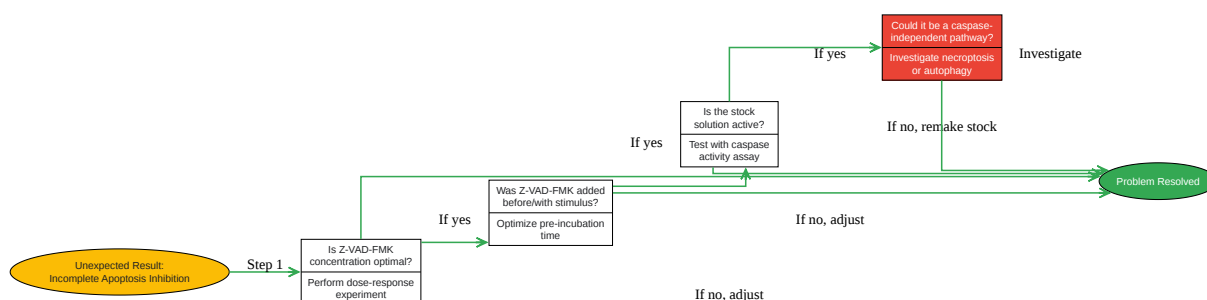 Could it be a caspase-
independent pathway?
Investigate necroptosis
or autophagy
If yes
Investigate
Is the stock
solution active?
Test with caspase
activity assay
If yes
If no, remake stock
Problem Resolved
Was Z-VAD-FMK added
before/with stimulus?
Optimize pre-incubation
time
If yes
If no, adjust
Unexpected Result:
Incomplete Apoptosis Inhibition
Step 1
Is Z-VAD-FMK
concentration optimal?
Perform dose-response
experiment
If no, adjust